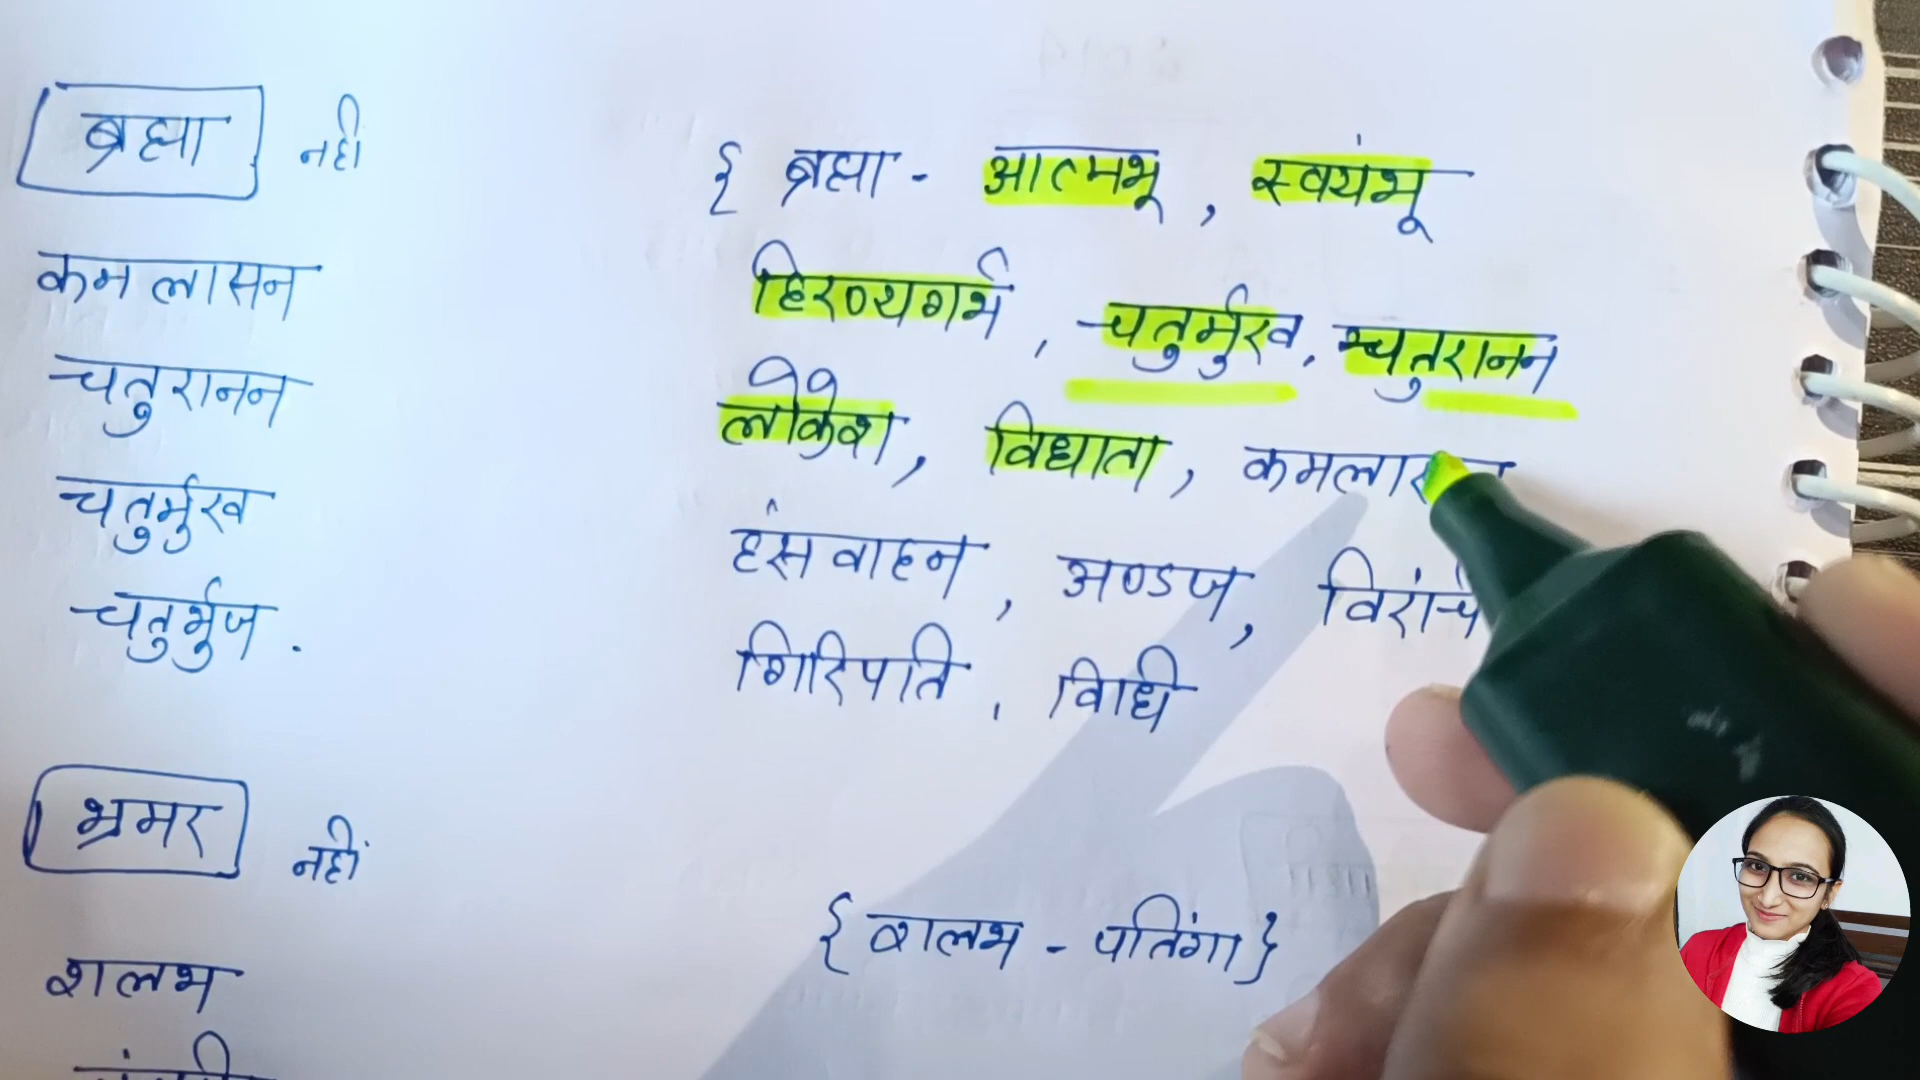 ब्रह्मा नही
कमलासन
चतुरानन
चतुर्मुख
चतुर्भुज .
भ्रमर नहीं
शलभ
{ ब्रह्मा - आत्मभू , स्वयंभू
हिरण्यगर्भ , चतुर्मुख , चतुरानन
लोकेश , विधाता , कमलासन
हंसवाहन , अण्डज , विरंचि
गिरिपति , विधि
{ शलभ - पतिंगा }